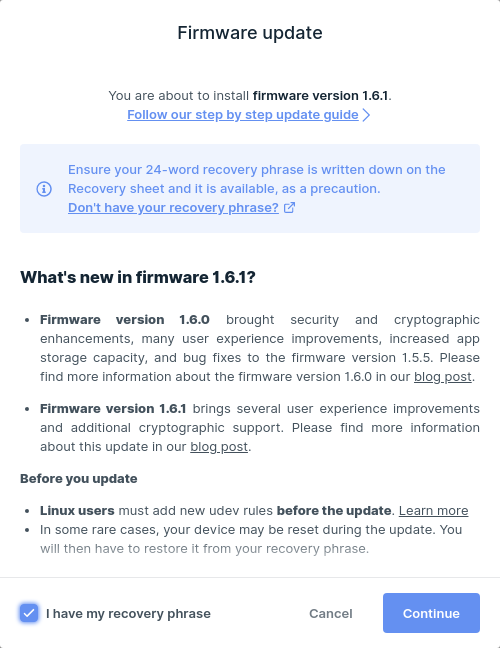 Firmware update
You are about to install firmware version 1.6.1.
Follow our step by step update guide
Ensure your 24-word recovery phrase is written down on the
Recovery sheet and it is available, as a precaution.
Don't have your recovery phrase?
What's new in firmware 1.6.1?
• Firmware version 1.6.0 brought security and cryptographic
enhancements, many user experience improvements, increased app
storage capacity, and bug fixes to the firmware version 1.5.5. Please
find more information about the firmware version 1.6.0 in our blog post.
• Firmware version 1.6.1 brings several user experience improvements
and additional cryptographic support. Please find more information
about this update in our blog post.
Before you update
• Linux users must add new udev rules before the update. Learn more
• In some rare cases, your device may be reset during the update. You
will then have to restore it from your recovery phrase.
I have my recovery phrase
Cancel
Continue